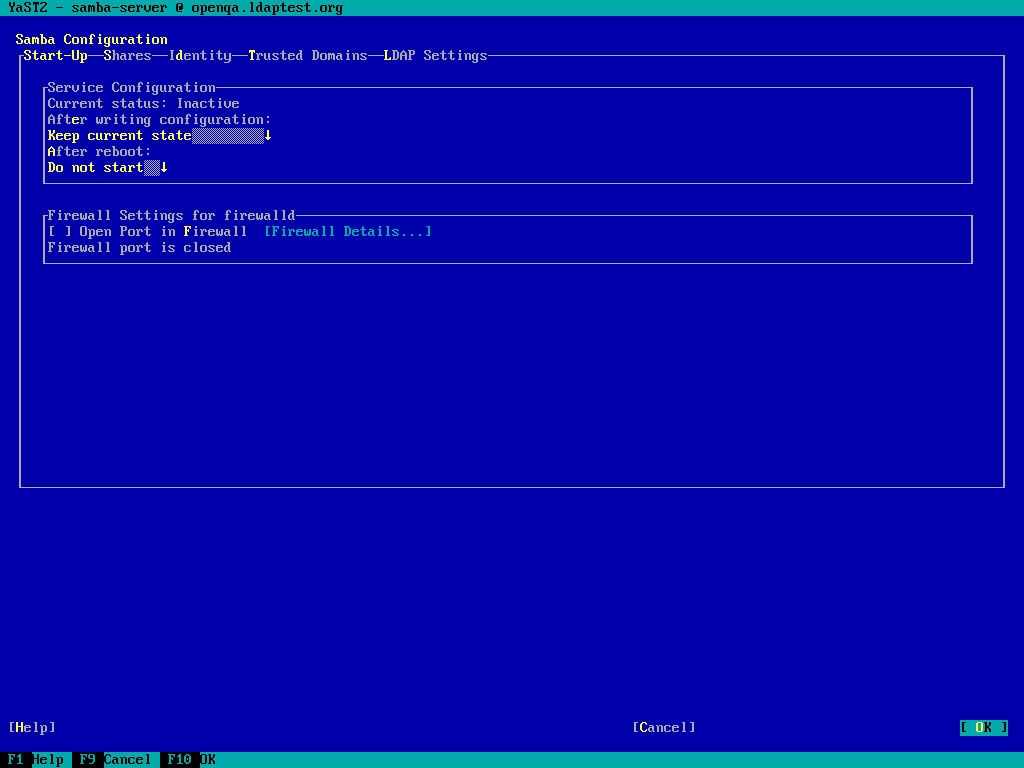 YaST2 - samba-server @ openqa.ldaptest.org
Samba Configuration
Start-Up Shares Identity Trusted Domains LDAP Settings
Service Configuration
Current status: Inactive
After writing configuration:
Keep current state↓
After reboot:
Do not start↓
Firewall Settings for firewalld
[ ] Open Port in Firewall [Firewall Details...]
Firewall port is closed
[Help] [Cancel] [ OK ]
F1 Help F9 Cancel F10 OK